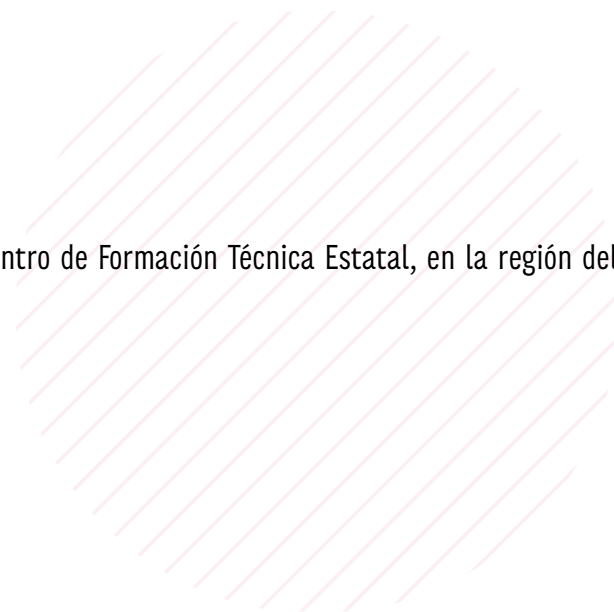 ntro de Formación Técnica Estatal, en la región del